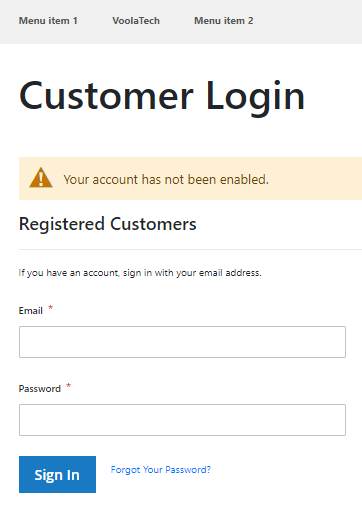 Menu item 1 VoolaTech Menu item 2
Customer Login
Your account has not been enabled.
Registered Customers
If you have an account, sign in with your email address.
Email *
Password *
Sign In Forgot Your Password?